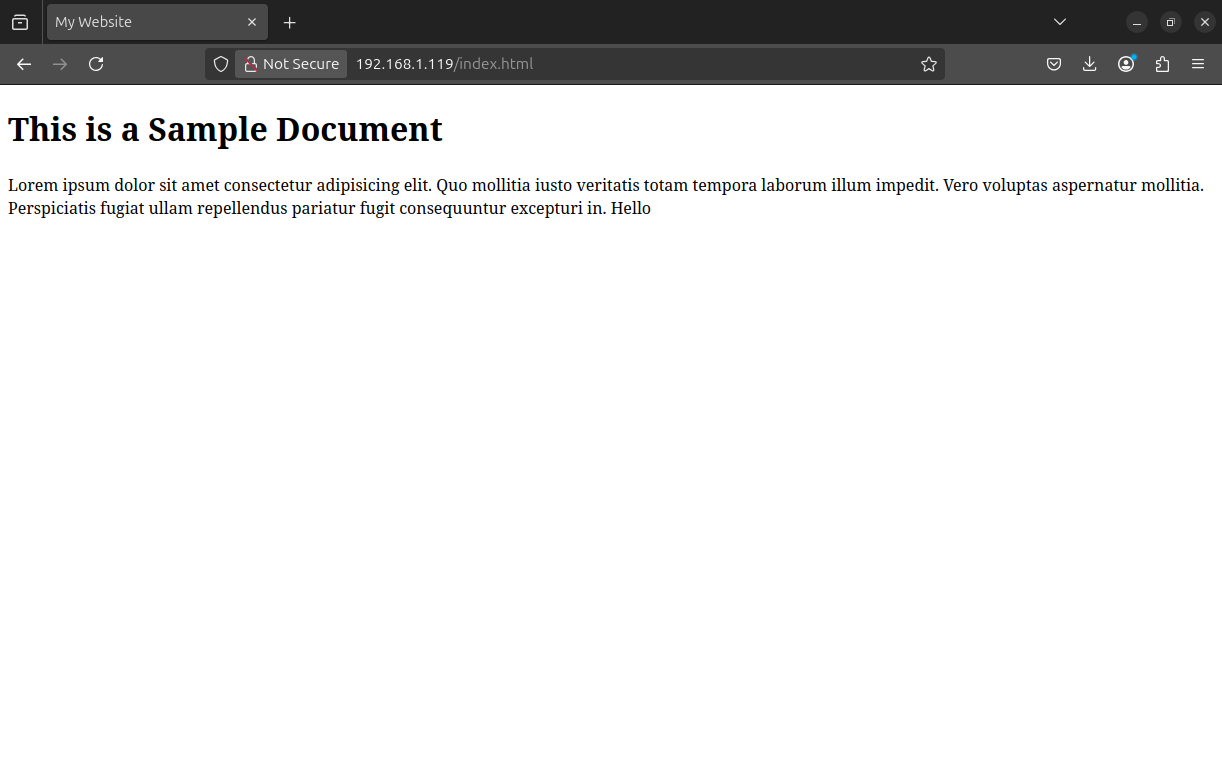 My Website
Not Secure 192.168.1.119/index.html
This is a Sample Document
Lorem ipsum dolor sit amet consectetur adipisicing elit. Quo mollitia iusto veritatis totam tempora laborum illum impedit. Vero voluptas aspernatur mollitia.
Perspiciatis fugiat ullam repellendus pariatur fugit consequuntur excepturi in. Hello